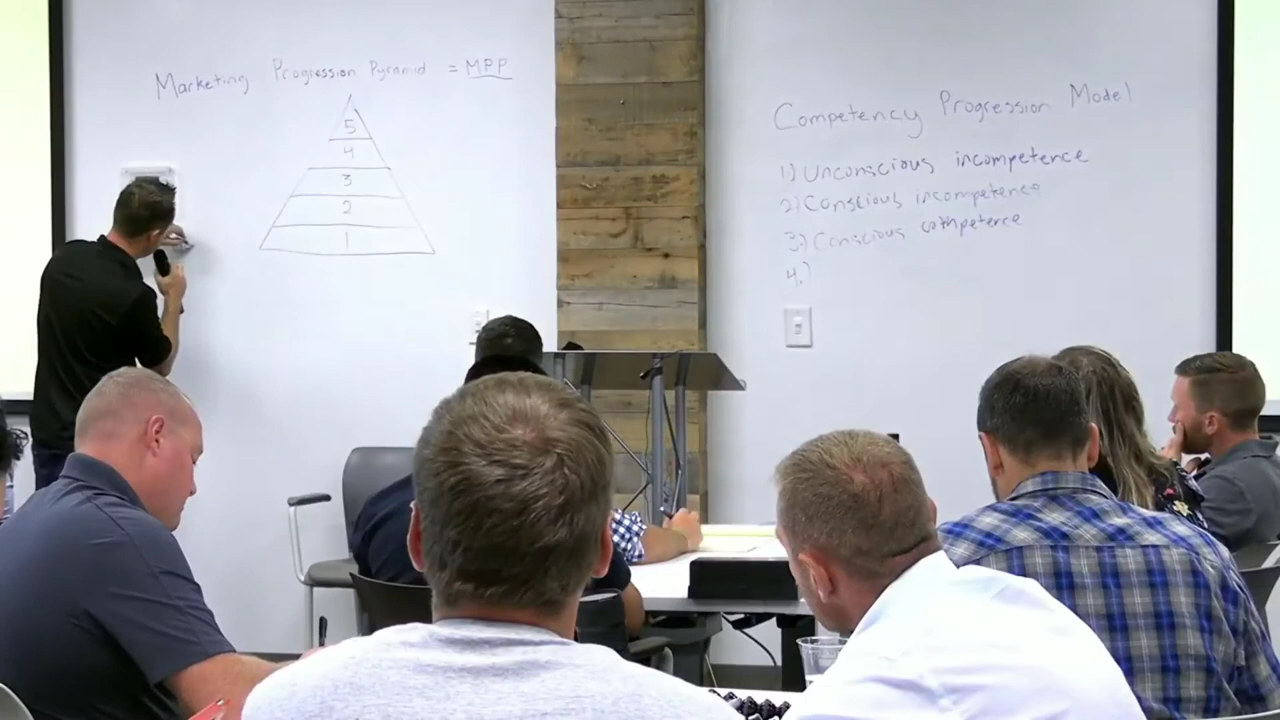 Marketing Progression Pyramid = MPP
5
4
3
2
1
Competency Progression Model
1) Unconscious incompetence
2) Conscious incompetence
3.) Conscious competence
4.)